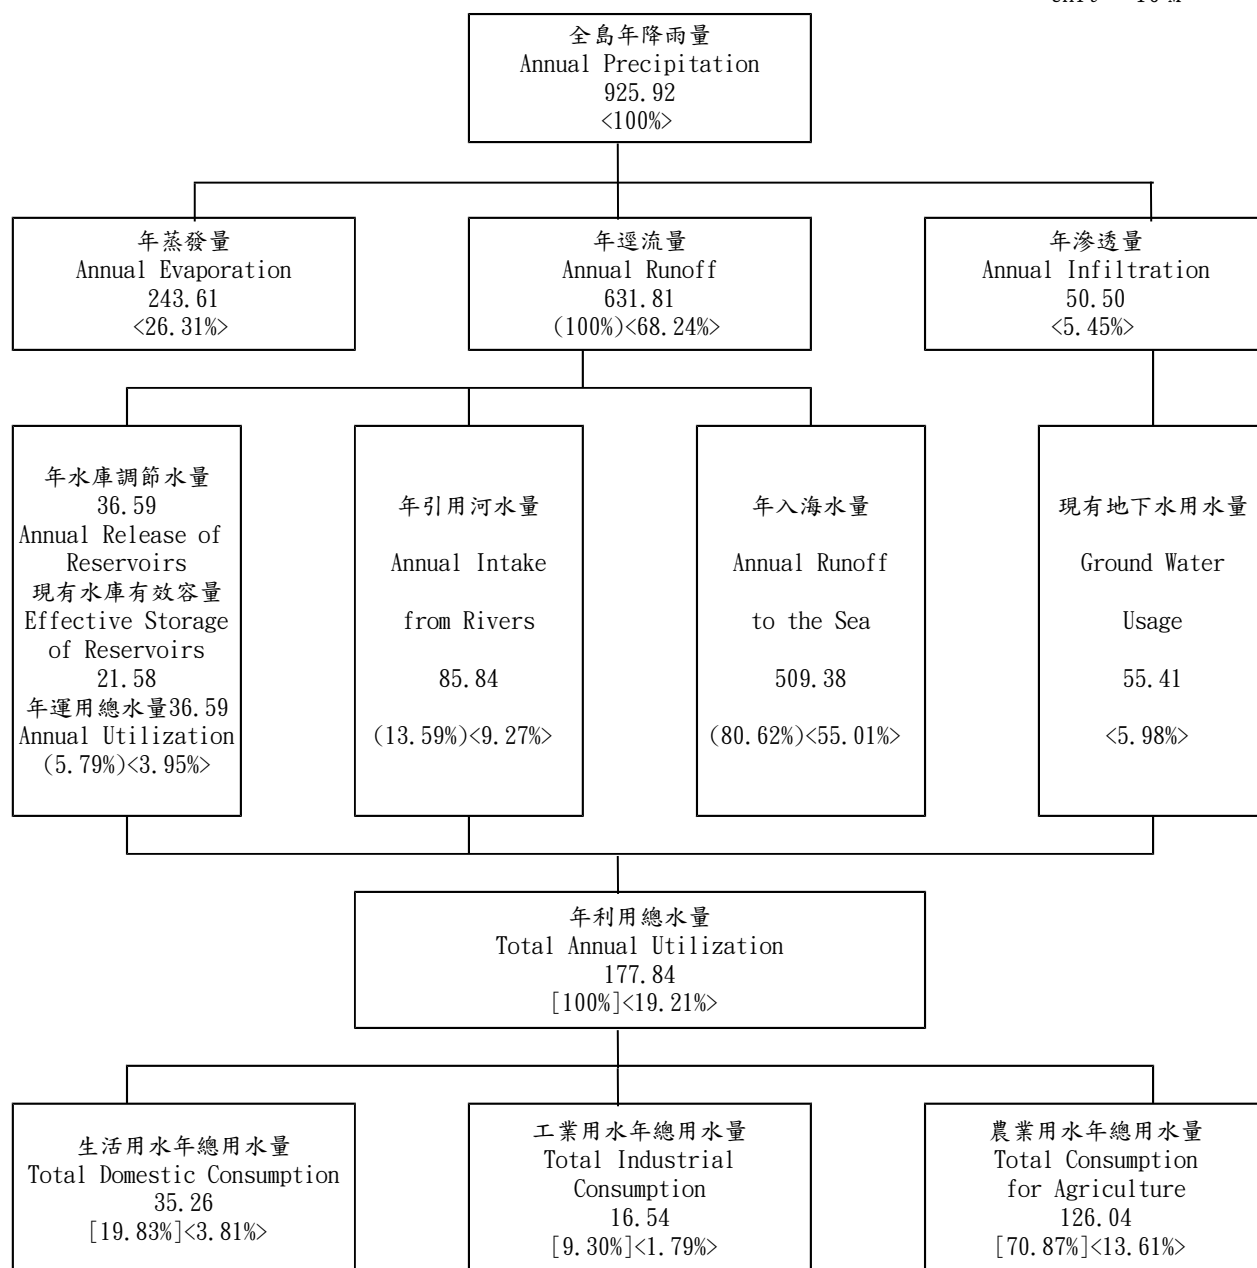 全島年降雨量
Annual Precipitation
925.92
<100%>
年蒸發量
Annual Evaporation
243.61
<26.31%>
年逕流量
Annual Runoff
631.81
(100%)<68.24%>
年滲透量
Annual Infiltration
50.50
<5.45%>
年水庫調節水量
36.59
Annual Release of
Reservoirs
現有水庫有效容量
Effective Storage
of Reservoirs
21.58
年運用總水量36.59
Annual Utilization
(5.79%)<3.95%>
年引用河水量
Annual Intake
from Rivers
85.84
(13.59%)<9.27%>
年入海水量
Annual Runoff
to the Sea
509.38
(80.62%)<55.01%>
現有地下水用水量
Ground Water
Usage
55.41
<5.98%>
年利用總水量
Total Annual Utilization
177.84
[100%]<19.21%>
生活用水年總用水量
Total Domestic Consumption
35.26
[19.83%]<3.81%>
工業用水年總用水量
Total Industrial
Consumption
16.54
[9.30%]<1.79%>
農業用水年總用水量
Total Consumption
for Agriculture
126.04
[70.87%]<13.61%>